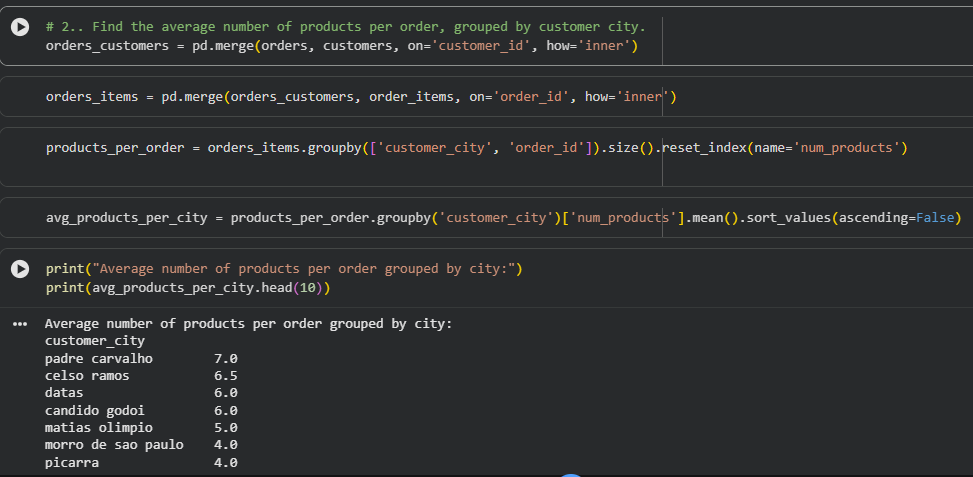 # 2.. Find the average number of products per order, grouped by customer city.
orders_customers = pd.merge(orders, customers, on='customer_id', how='inner')
orders_items = pd.merge(orders_customers, order_items, on='order_id', how='inner')
products_per_order = orders_items.groupby(['customer_city', 'order_id']).size().reset_index(name='num_products')
avg_products_per_city = products_per_order.groupby('customer_city')['num_products'].mean().sort_values(ascending=False)
print("Average number of products per order grouped by city:")
print(avg_products_per_city.head(10))
Average number of products per order grouped by city:
customer_city
padre carvalho 7.0
celso ramos 6.5
datas 6.0
candido godoi 6.0
matias olimpio 5.0
morro de sao paulo 4.0
picarra 4.0